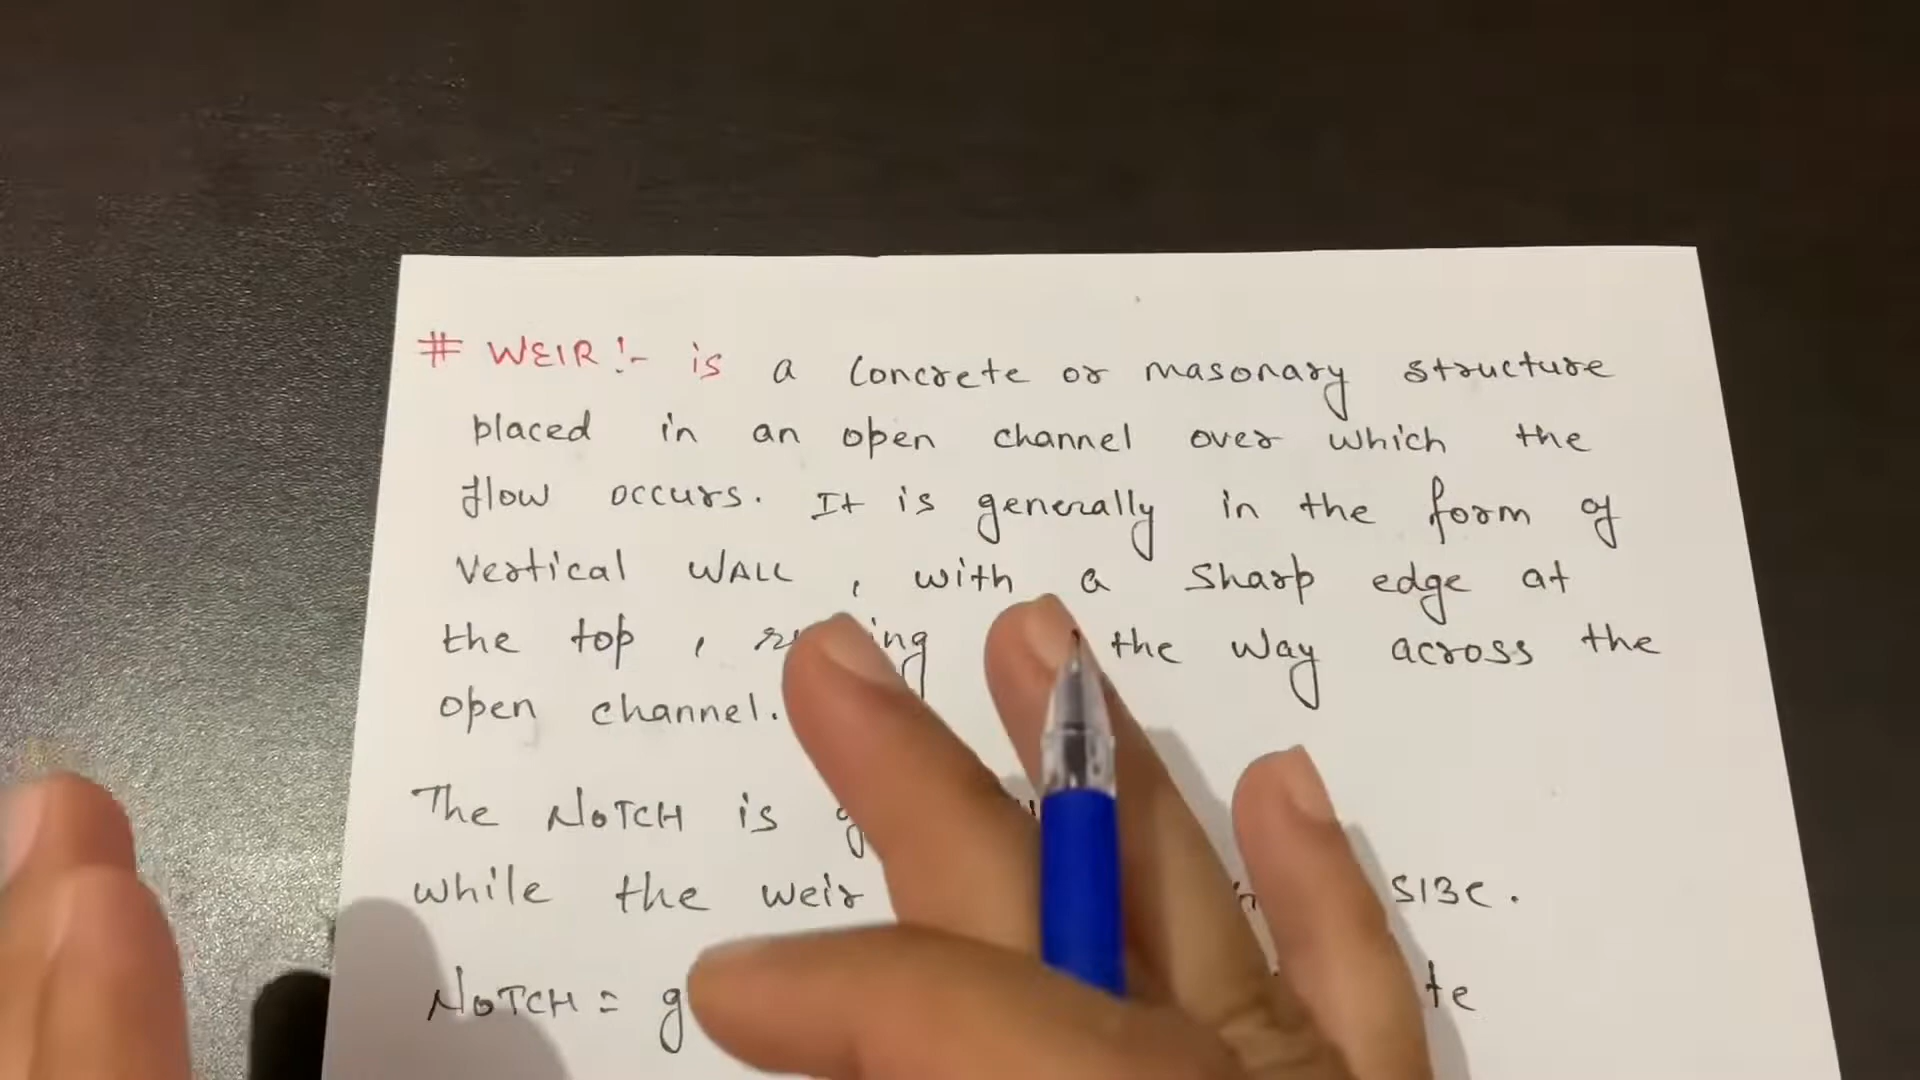 # WEIR!- is a concrete or masonary structure
placed in an open channel over which the
flow occurs. It is generally in the form of
vertical WALL , with a sharp edge at
the top , the way across the
open channel.
The NOTCH is
while the weir size.
NOTCH =